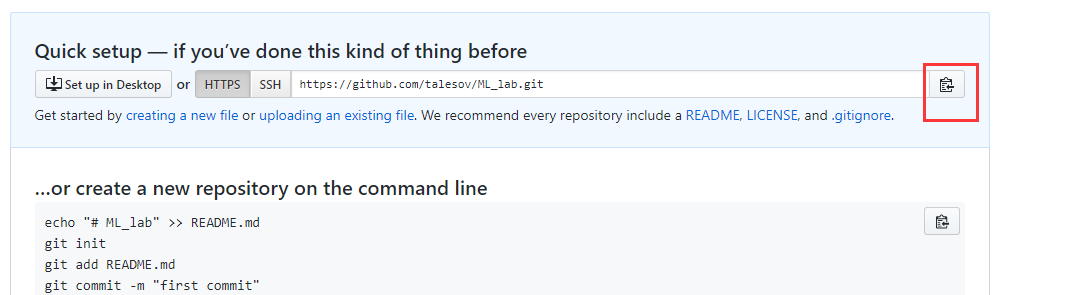 Quick setup — if you’ve done this kind of thing before
Set up in Desktop or HTTPS SSH https://github.com/talesov/ML_lab.git
Get started by creating a new file or uploading an existing file. We recommend every repository include a README, LICENSE, and .gitignore.
…or create a new repository on the command line
echo "# ML_lab" >> README.md
git init
git add README.md
git commit -m "first commit"